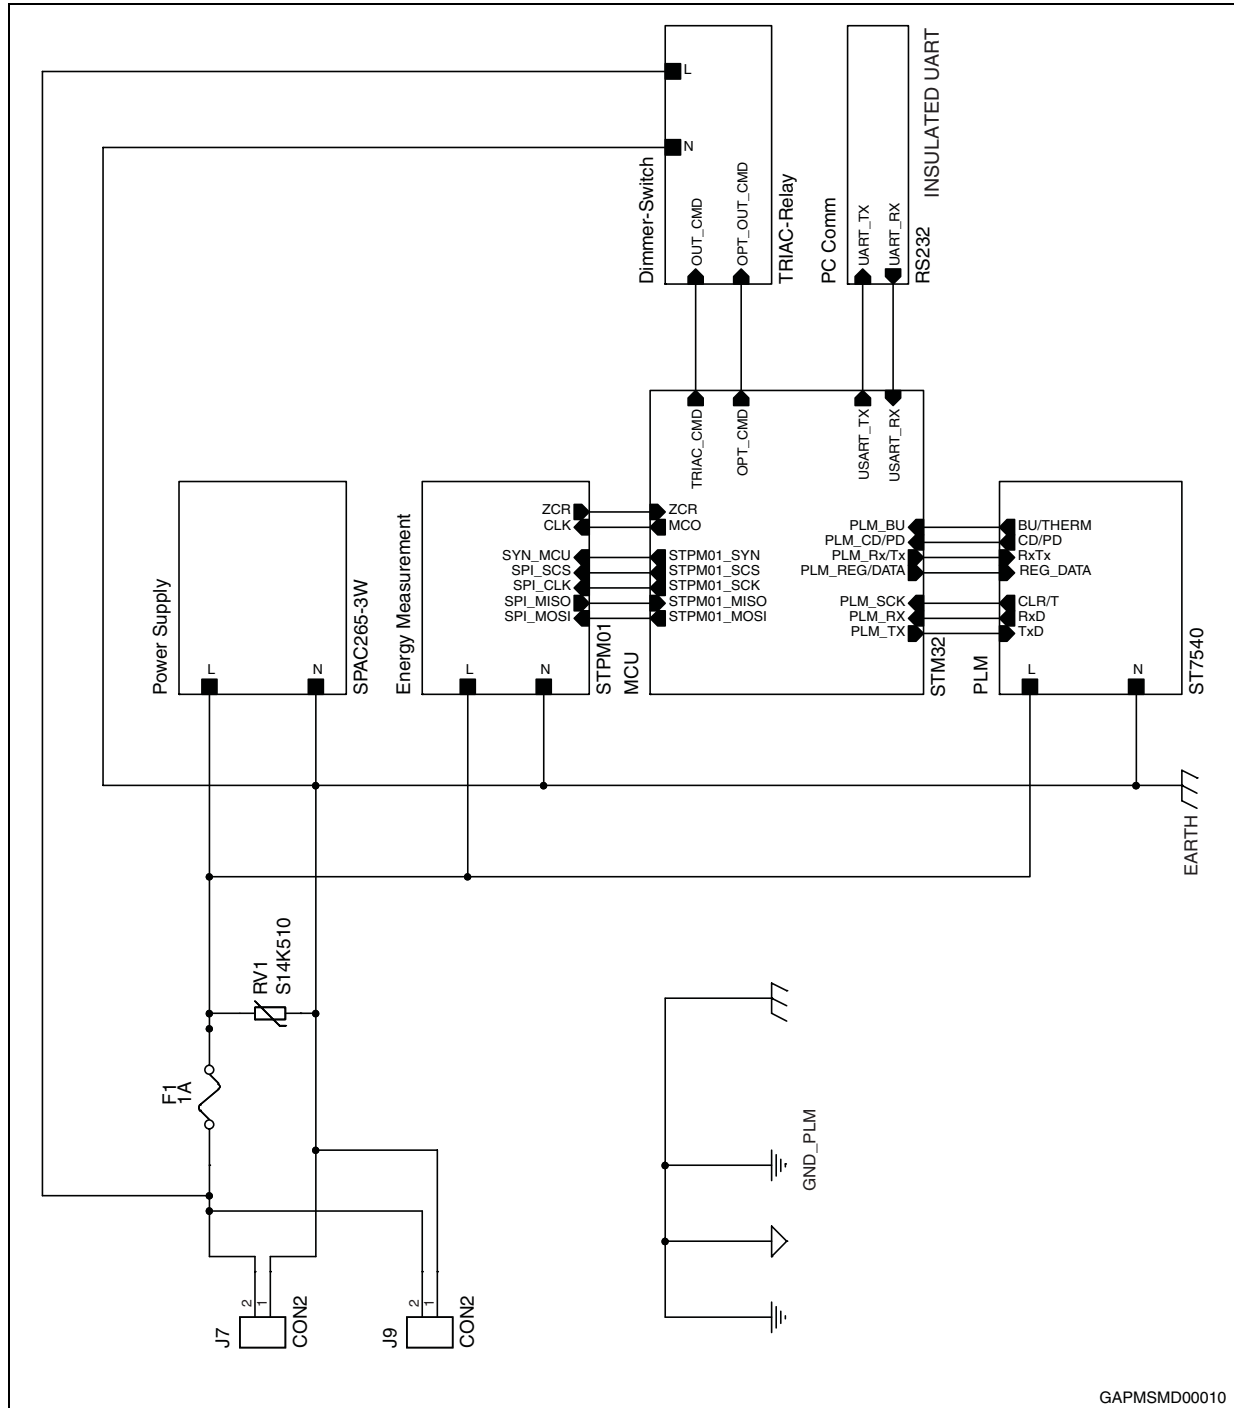 L
N
Dimmer-Switch
OUT_CMD
OPT_OUT_CMD
TRIAC-Relay
PC Comm
UART_TX
UART_RX
RS232
INSULATED UART
TRIAC_CMD
OPT_CMD
USART_TX
USART_RX
Power Supply
L
N
SPAC265-3W
Energy Measurement
ZCR
CLK
SYN_MCU
SPI_SCS
SPI_CLK
SPI_MISO
SPI_MOSI
L
N
STPM01
MCU
ZCR
MCO
STPM01_SYN
STPM01_SCS
STPM01_SCK
STPM01_MISO
STPM01_MOSI
PLM_BU
PLM_CD/PD
PLM_Rx/Tx
PLM_REG/DATA
PLM_SCK
PLM_RX
PLM_TX
STM32
PLM
BU/THERM
CD/PD
RxTx
REG_DATA
CLR/T
RxD
TxD
L
N
ST7540
EARTH
RV1
S14K510
F1
1A
GND_PLM
J7
2
1
CON2
J9
2
1
CON2
GAPMSMD00010